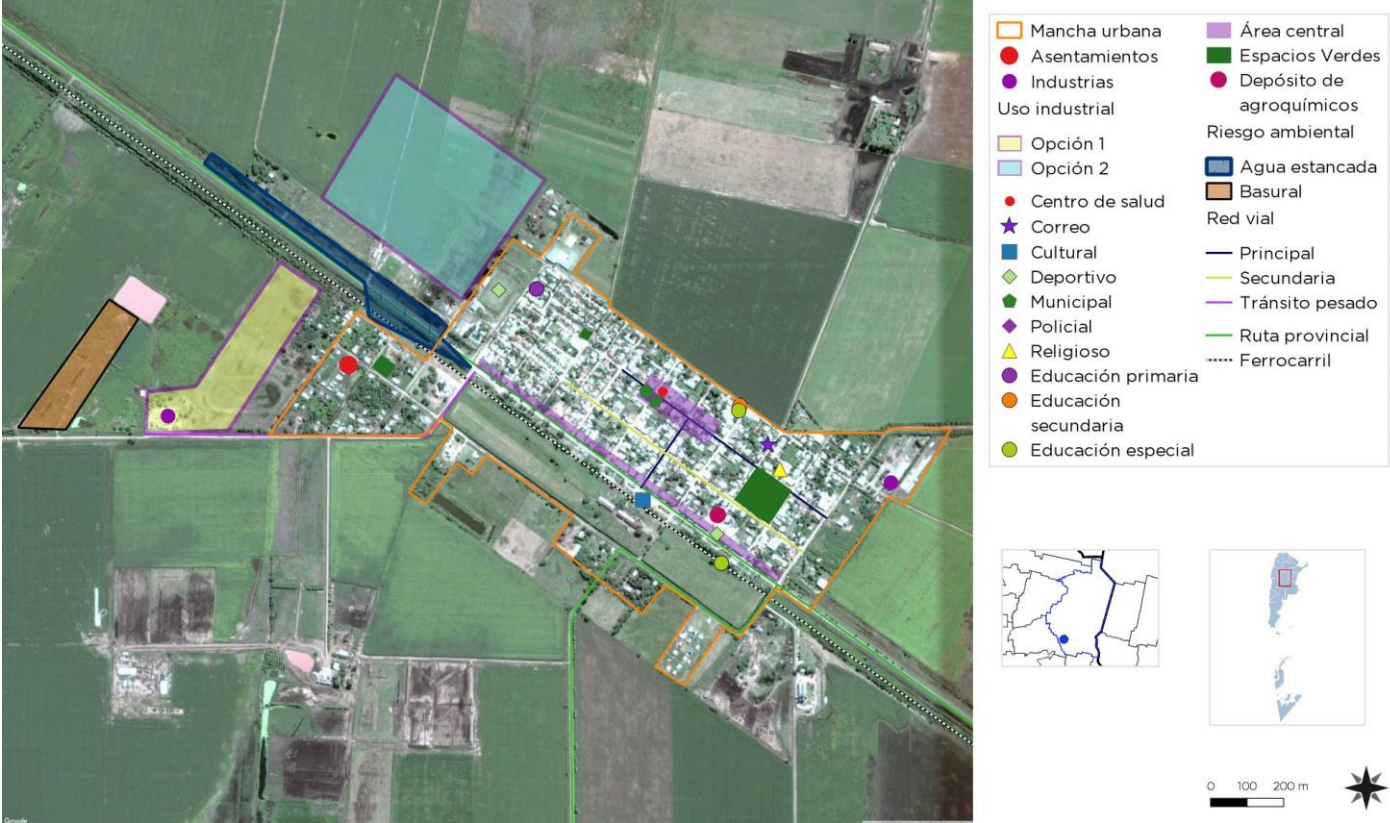 Mancha urbana
Asentamientos
Industrias
Uso industrial
Opción 1
Opción 2
Centro de salud
Correo
Cultural
Deportivo
Municipal
Policial
Religioso
Educación primaria
Educación
secundaria
Educación especial
Área central
Espacios Verdes
Depósito de
agroquímicos
Riesgo ambiental
Agua estancada
Basural
Red vial
Principal
Secundaria
Tránsito pesado
Ruta provincial
Ferrocarril
0 100 200 m
Google